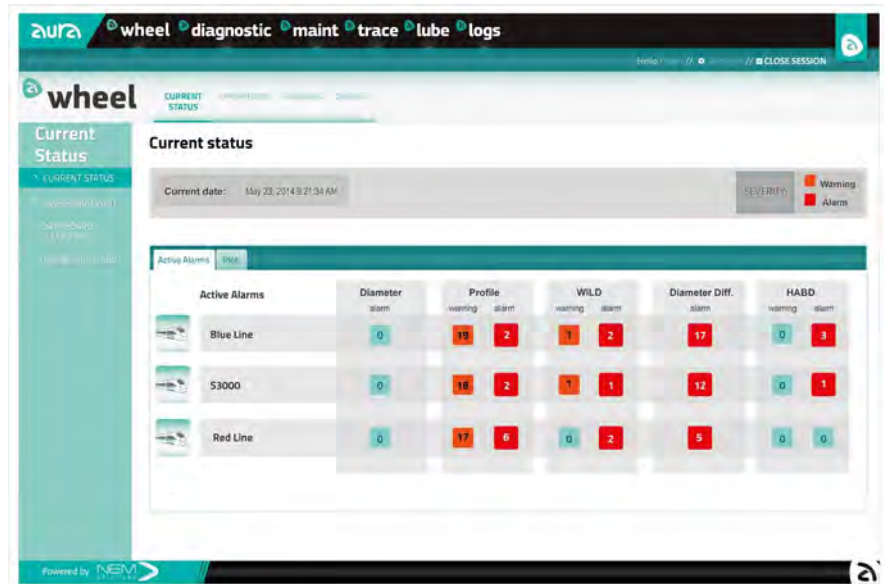 aura wheel diagnostic maint trace lube logs
Hello // // CLOSE SESSION
wheel CURRENT STATUS
Current Status
CURRENT STATUS
Current status
Current date: May 23, 2014 9:21:34 AM
SEVERITY: Warning
Alarm
Active Alarms
Active Alarms Diameter Profile WILD Diameter Diff. HABD
alarm warning alarm warning alarm alarm warning alarm
Blue Line 0 19 2 1 2 17 0 3
S3000 0 18 2 1 1 12 0 1
Red Line 0 17 6 0 2 5 0 0
Powered by NEM SOLUTIONS